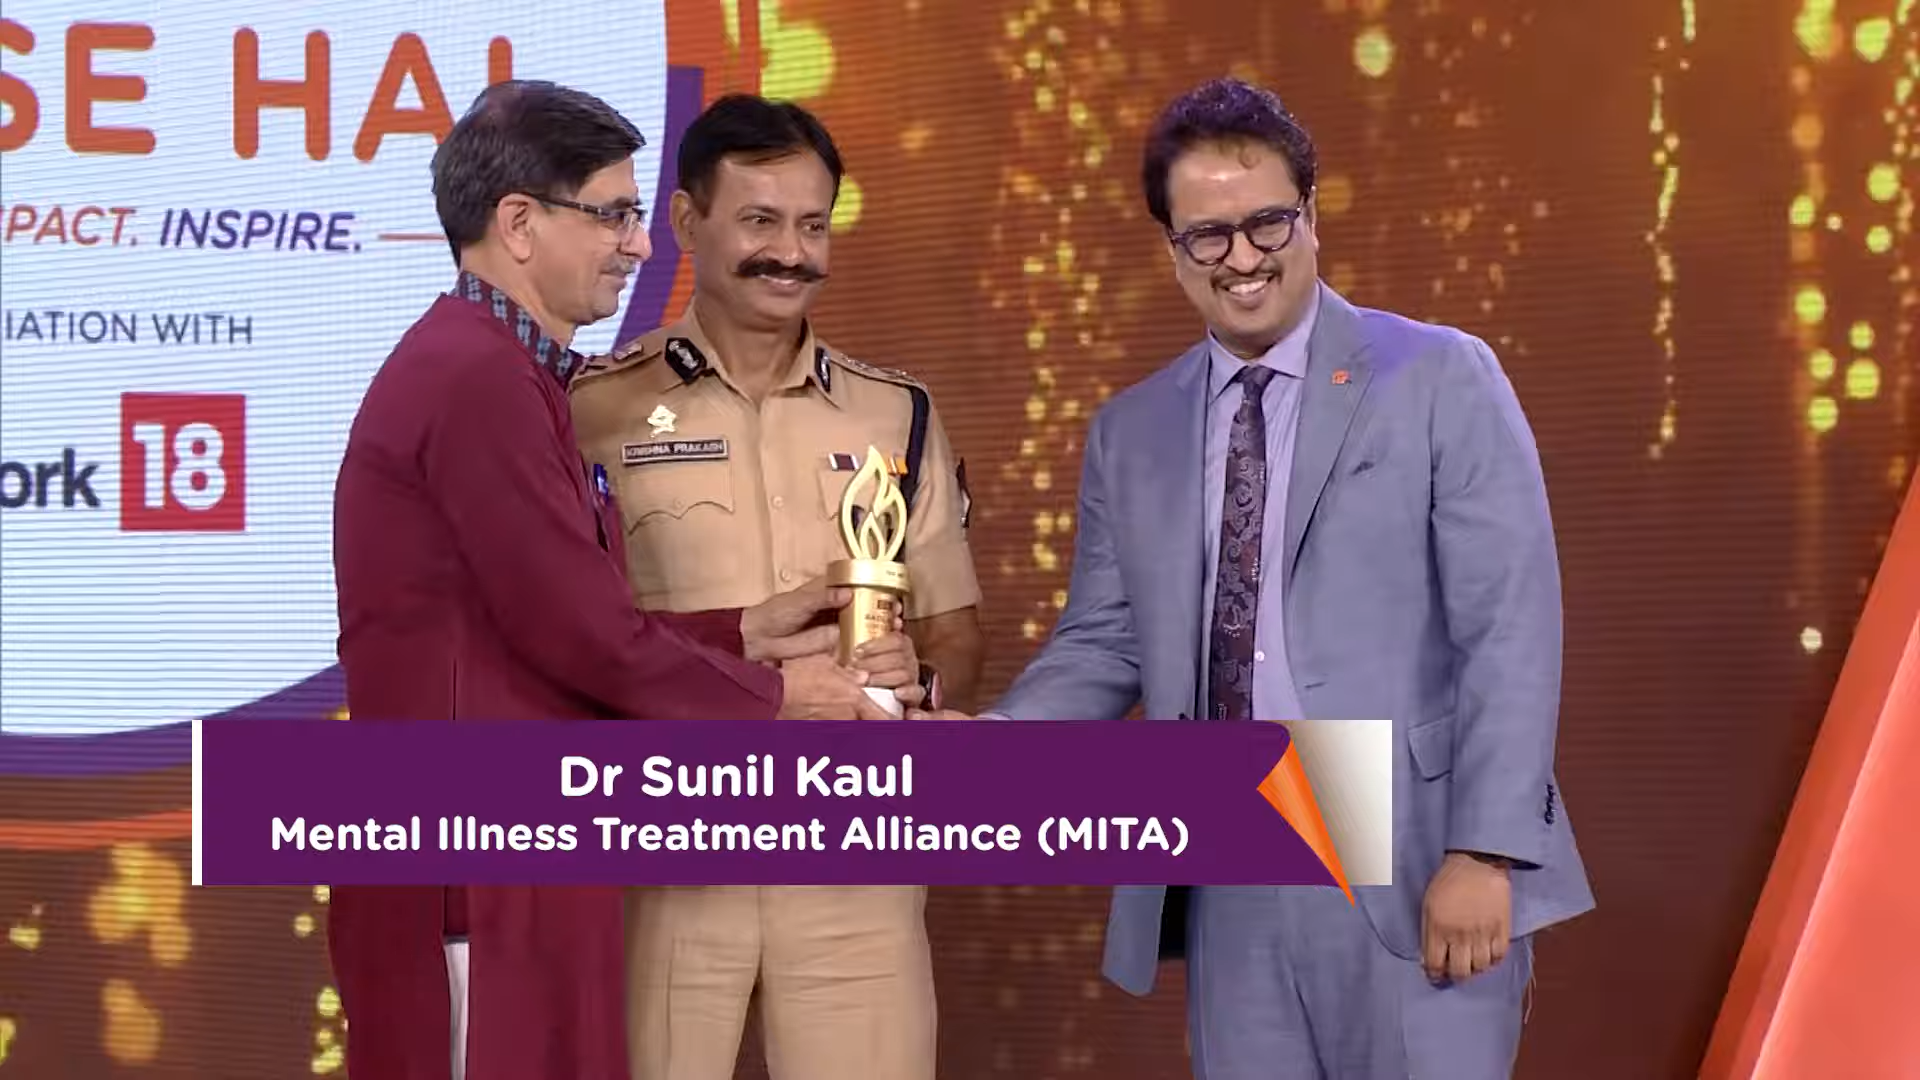 SE HAI
PACT. INSPIRE.
IATION WITH
ork 18
KRISHNA PRAKASH
Dr Sunil Kaul
Mental Illness Treatment Alliance (MITA)